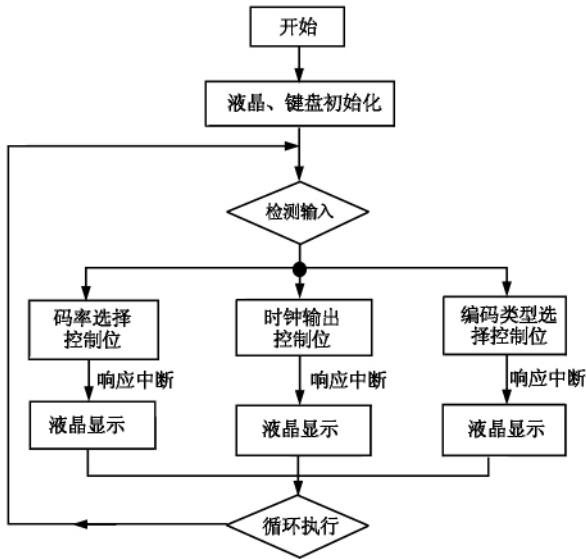 开始
液晶、键盘初始化
检测输入
码率选择
控制位
时钟输出
控制位
编码类型选
择控制位
响应中断
响应中断
响应中断
液晶显示
液晶显示
液晶显示
循环执行